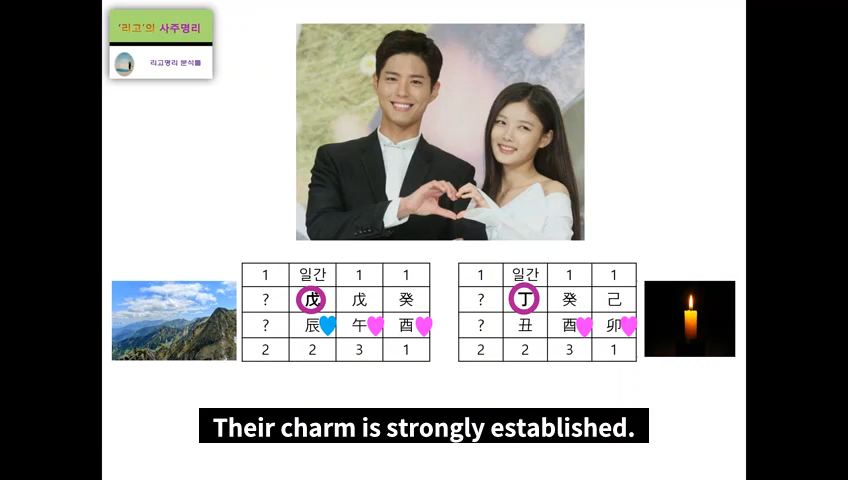 '리고'의 사주명리
리고명리 분석틀
1 일간 1 1
? 戊 戊 癸
? 辰 午 酉
2 2 3 1
1 일간 1 1
? 丁 癸 己
? 丑 酉 卯
2 2 3 1
Their charm is strongly established.